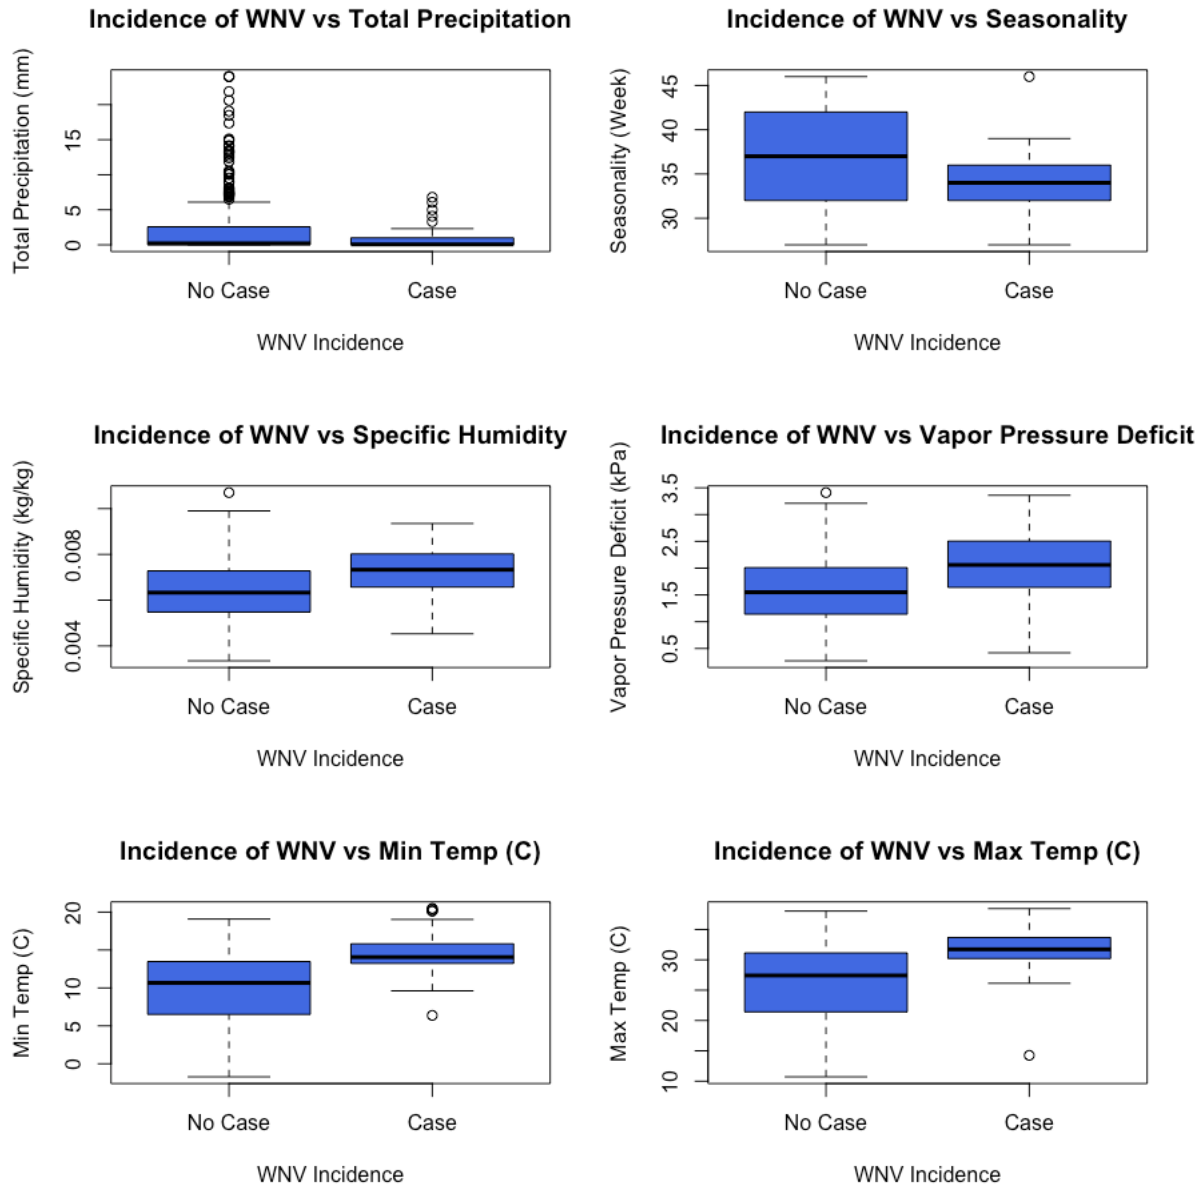 Incidence of WNV vs Total Precipitation
Total Precipitation (mm)
15
5
0
No Case
Case
WNV Incidence
Incidence of WNV vs Seasonality
Seasonality (Week)
45
40
35
30
No Case
Case
WNV Incidence
Incidence of WNV vs Specific Humidity
Specific Humidity (kg/kg)
0.008
0.004
No Case
Case
WNV Incidence
Incidence of WNV vs Vapor Pressure Deficit
Vapor Pressure Deficit (kPa)
3.5
2.5
1.5
0.5
No Case
Case
WNV Incidence
Incidence of WNV vs Min Temp (C)
Min Temp (C)
20
10
5
0
No Case
Case
WNV Incidence
Incidence of WNV vs Max Temp (C)
Max Temp (C)
30
20
10
No Case
Case
WNV Incidence